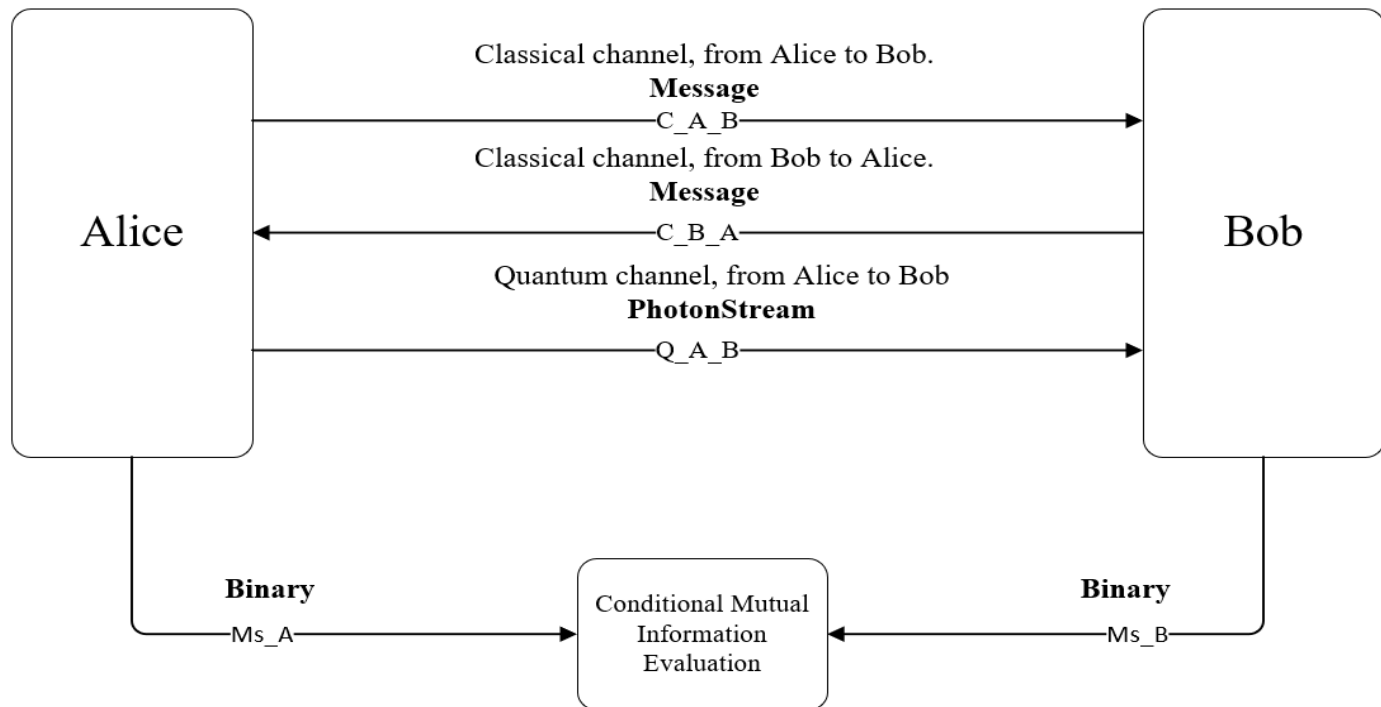 Classical channel, from Alice to Bob.
Message
C_A_B
Classical channel, from Bob to Alice.
Message
Alice
C_B_A
Bob
Quantum channel, from Alice to Bob
PhotonStream
Q_A_B
Binary
Ms_A
Conditional Mutual
Information
Evaluation
Binary
Ms_B